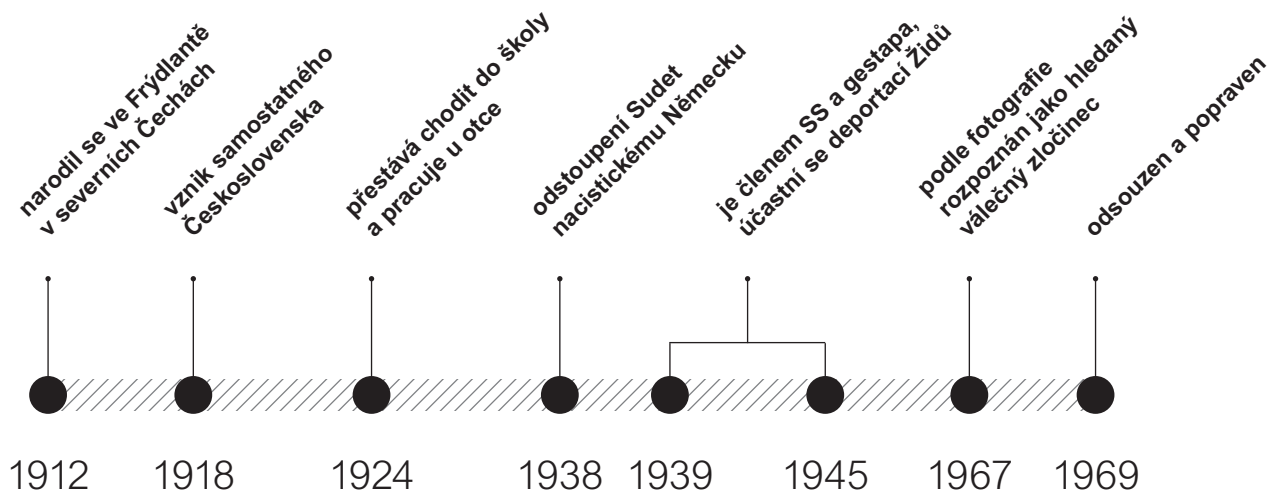 narodil se ve Frýdlantě
v severních Čechách
vznik samostatného
Československa
přestává chodit do školy
a pracuje u otce
odstoupení Sudet
nacistickému Německu
je členem SS a gestapa,
účastní se deportací Židů
podle fotografie
rozpoznán jako hledaný
válečný zločinec
odsouzen a popraven
1912
1918
1924
1938
1939
1945
1967
1969